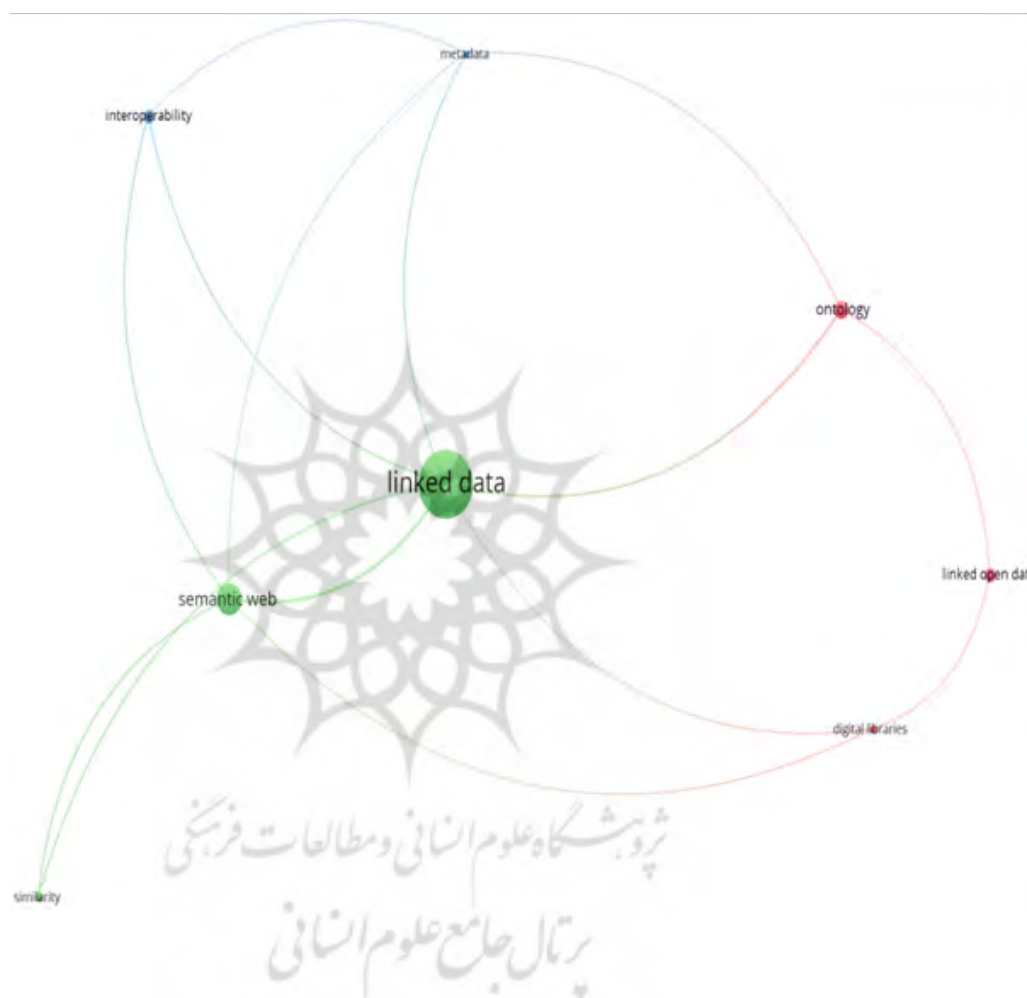 metadata
interoperability
ontology
linked data
linked open dat
semantic web
digital libraries
similarity
پژوهشگاه علوم انسانی و مطالعات فرهنگی
پرتال جامع علوم انسانی